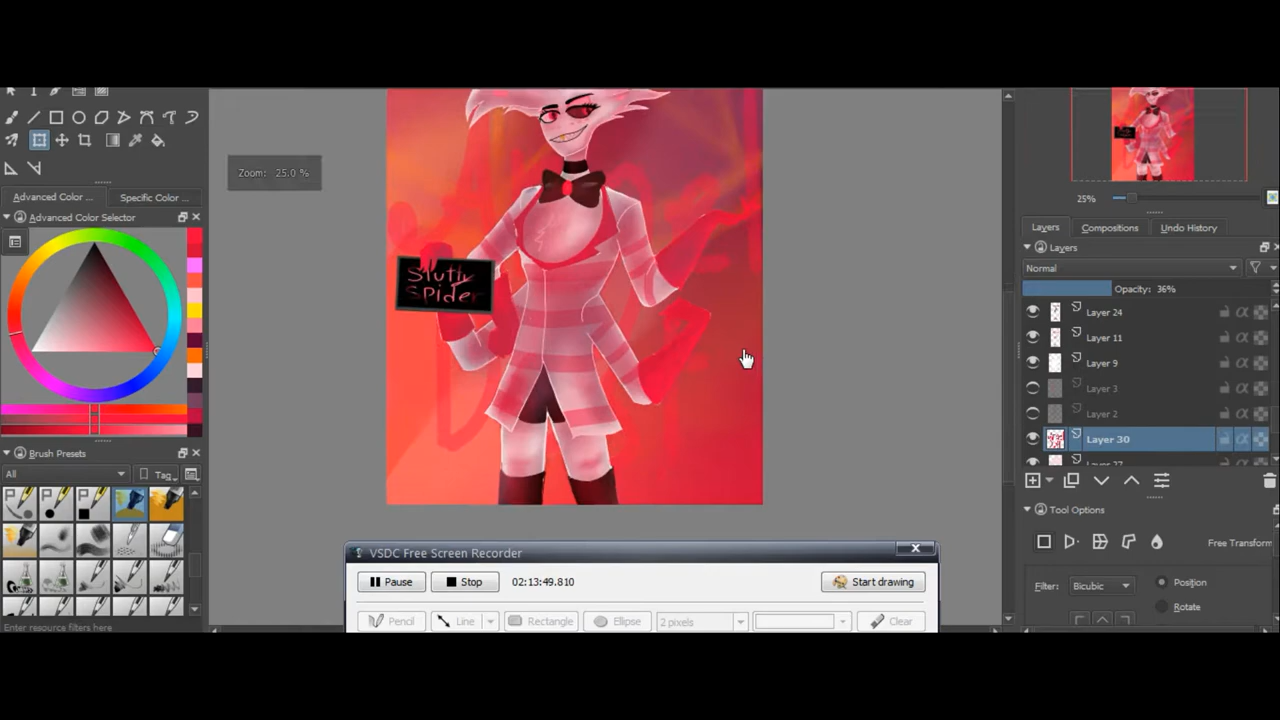 Zoom: 25.0 %
Slutty
Spider
25%
Advanced Color ...
Specific Color ...
Advanced Color Selector
Layers
Compositions
Undo History
Layers
Normal
Opacity: 36%
Layer 24
Layer 11
Layer 9
Layer 3
Layer 2
Layer 30
Brush Presets
All
Tag
Enter resource filters here
Tool Options
Free Transform
Filter:
Bicubic
Position
Rotate
VSDC Free Screen Recorder
Pause
Stop
02:13:49.810
Start drawing
Pencil
Line
Rectangle
Ellipse
2 pixels
Clear